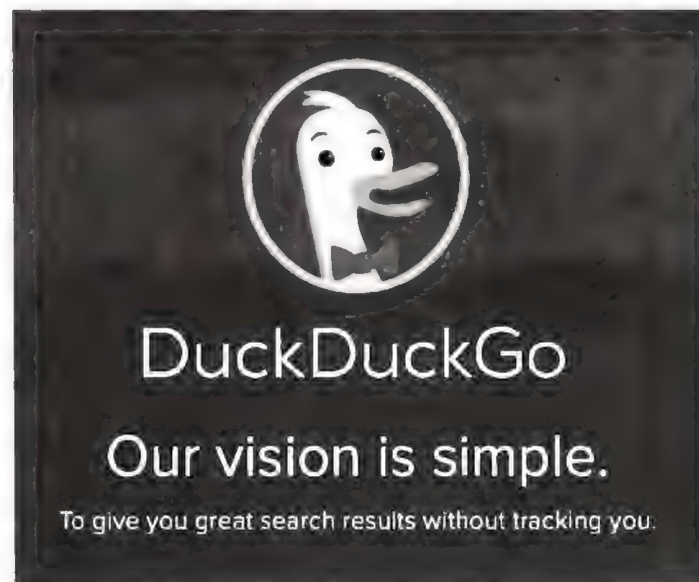 DuckDuckGo
Our vision is simple.
To give you great search results without tracking you.